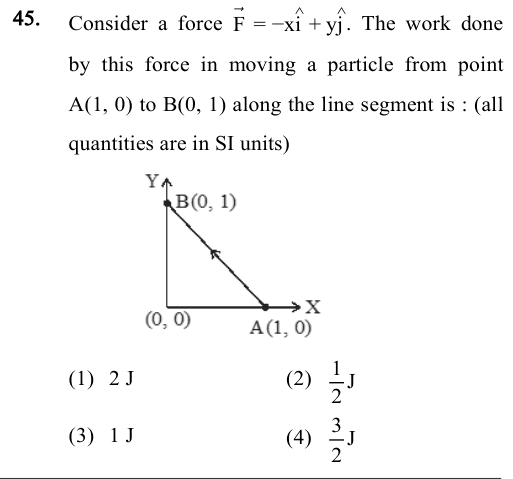 45. Consider a force F⃗ = −xî + yĵ. The work done
by this force in moving a particle from point
A(1, 0) to B(0, 1) along the line segment is : (all
quantities are in SI units)
Y
B(0, 1)
X
(0, 0)
A(1, 0)
(1) 2 J (2) 1/2 J
(3) 1 J (4) 3/2 J